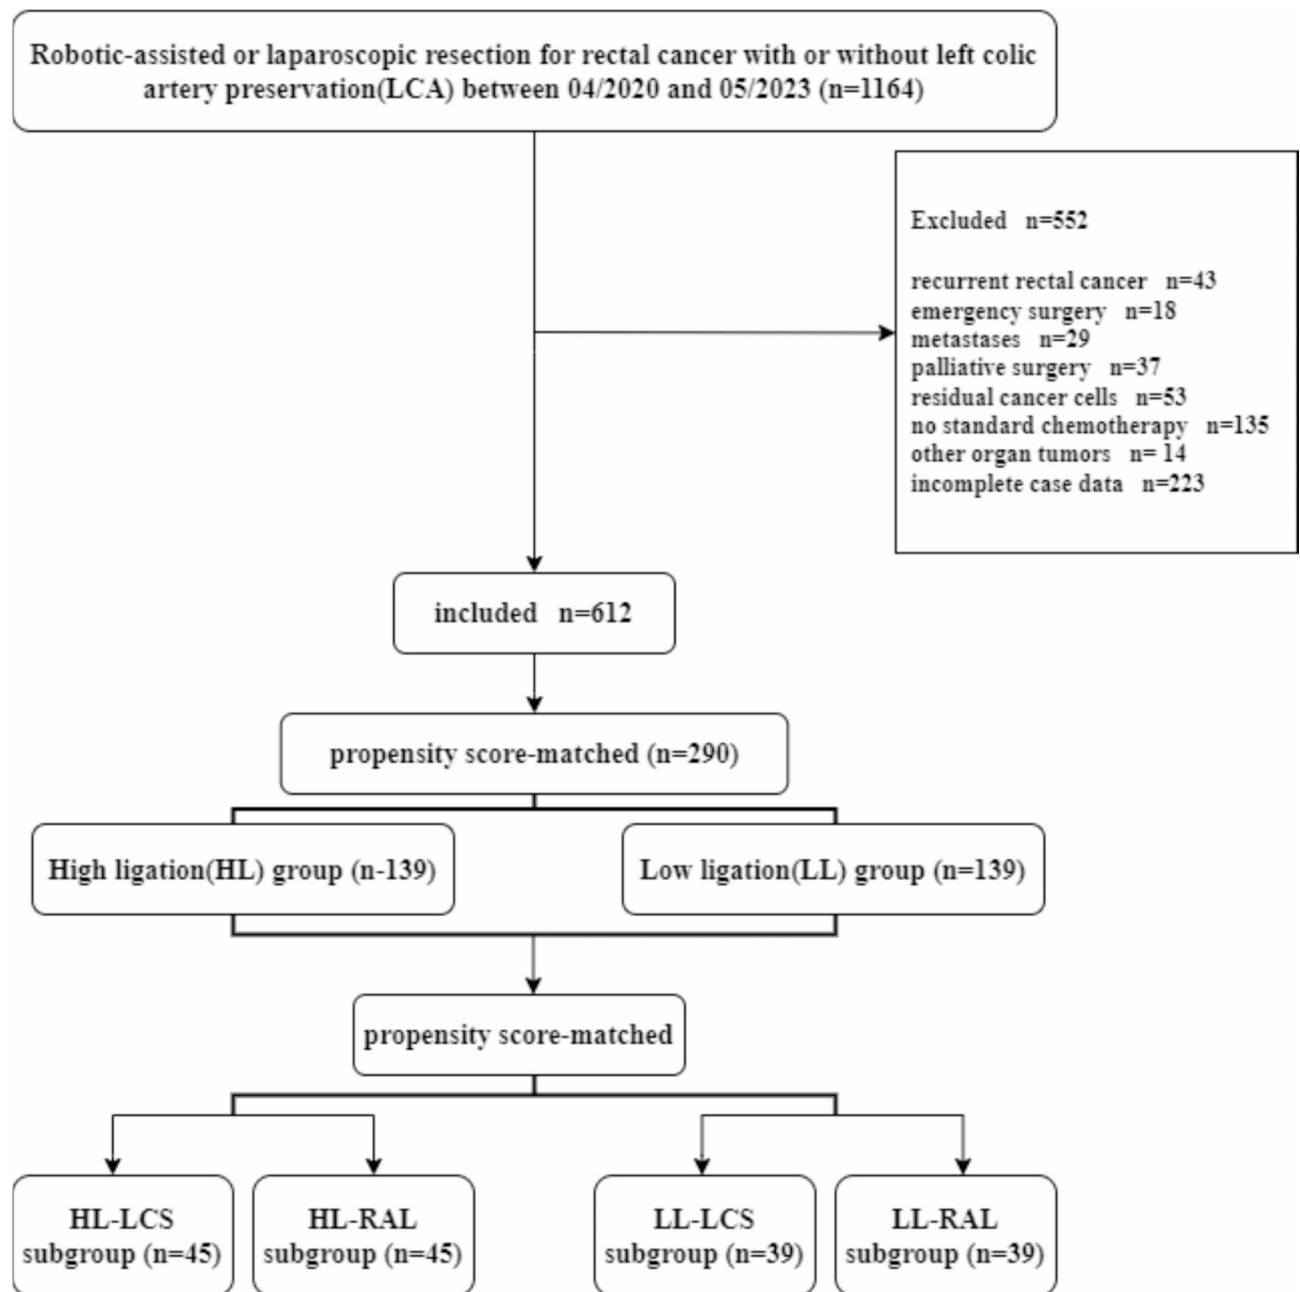 Robotic-assisted or laparoscopic resection for rectal cancer with or without left colic
artery preservation(LCA) between 04/2020 and 05/2023 (n=1164)
Excluded n=552
recurrent rectal cancer n=43
emergency surgery n=18
metastases n=29
palliative surgery n=37
residual cancer cells n=53
no standard chemotherapy n=135
other organ tumors n= 14
incomplete case data n=223
included n=612
propensity score-matched (n=290)
High ligation(HL) group (n-139)
Low ligation(LL) group (n=139)
propensity score-matched
HL-LCS
subgroup (n=45)
HL-RAL
subgroup (n=45)
LL-LCS
subgroup (n=39)
LL-RAL
subgroup (n=39)